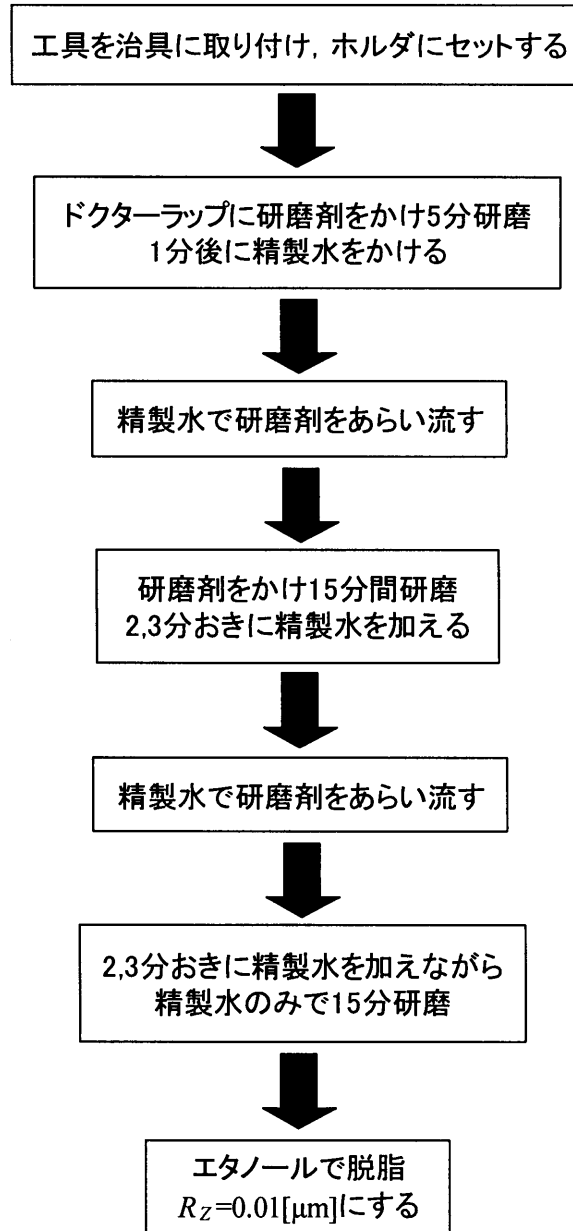 工具を治具に取り付け, ホルダにセットする
ドクターラップに研磨剤をかけ5分研磨
1分後に精製水をかける
精製水で研磨剤をあらい流す
研磨剤をかけ15分間研磨
2,3分おきに精製水を加える
精製水で研磨剤をあらい流す
2,3分おきに精製水を加えながら
精製水のみで15分研磨
エタノールで脱脂
RZ=0.01[μm]にする